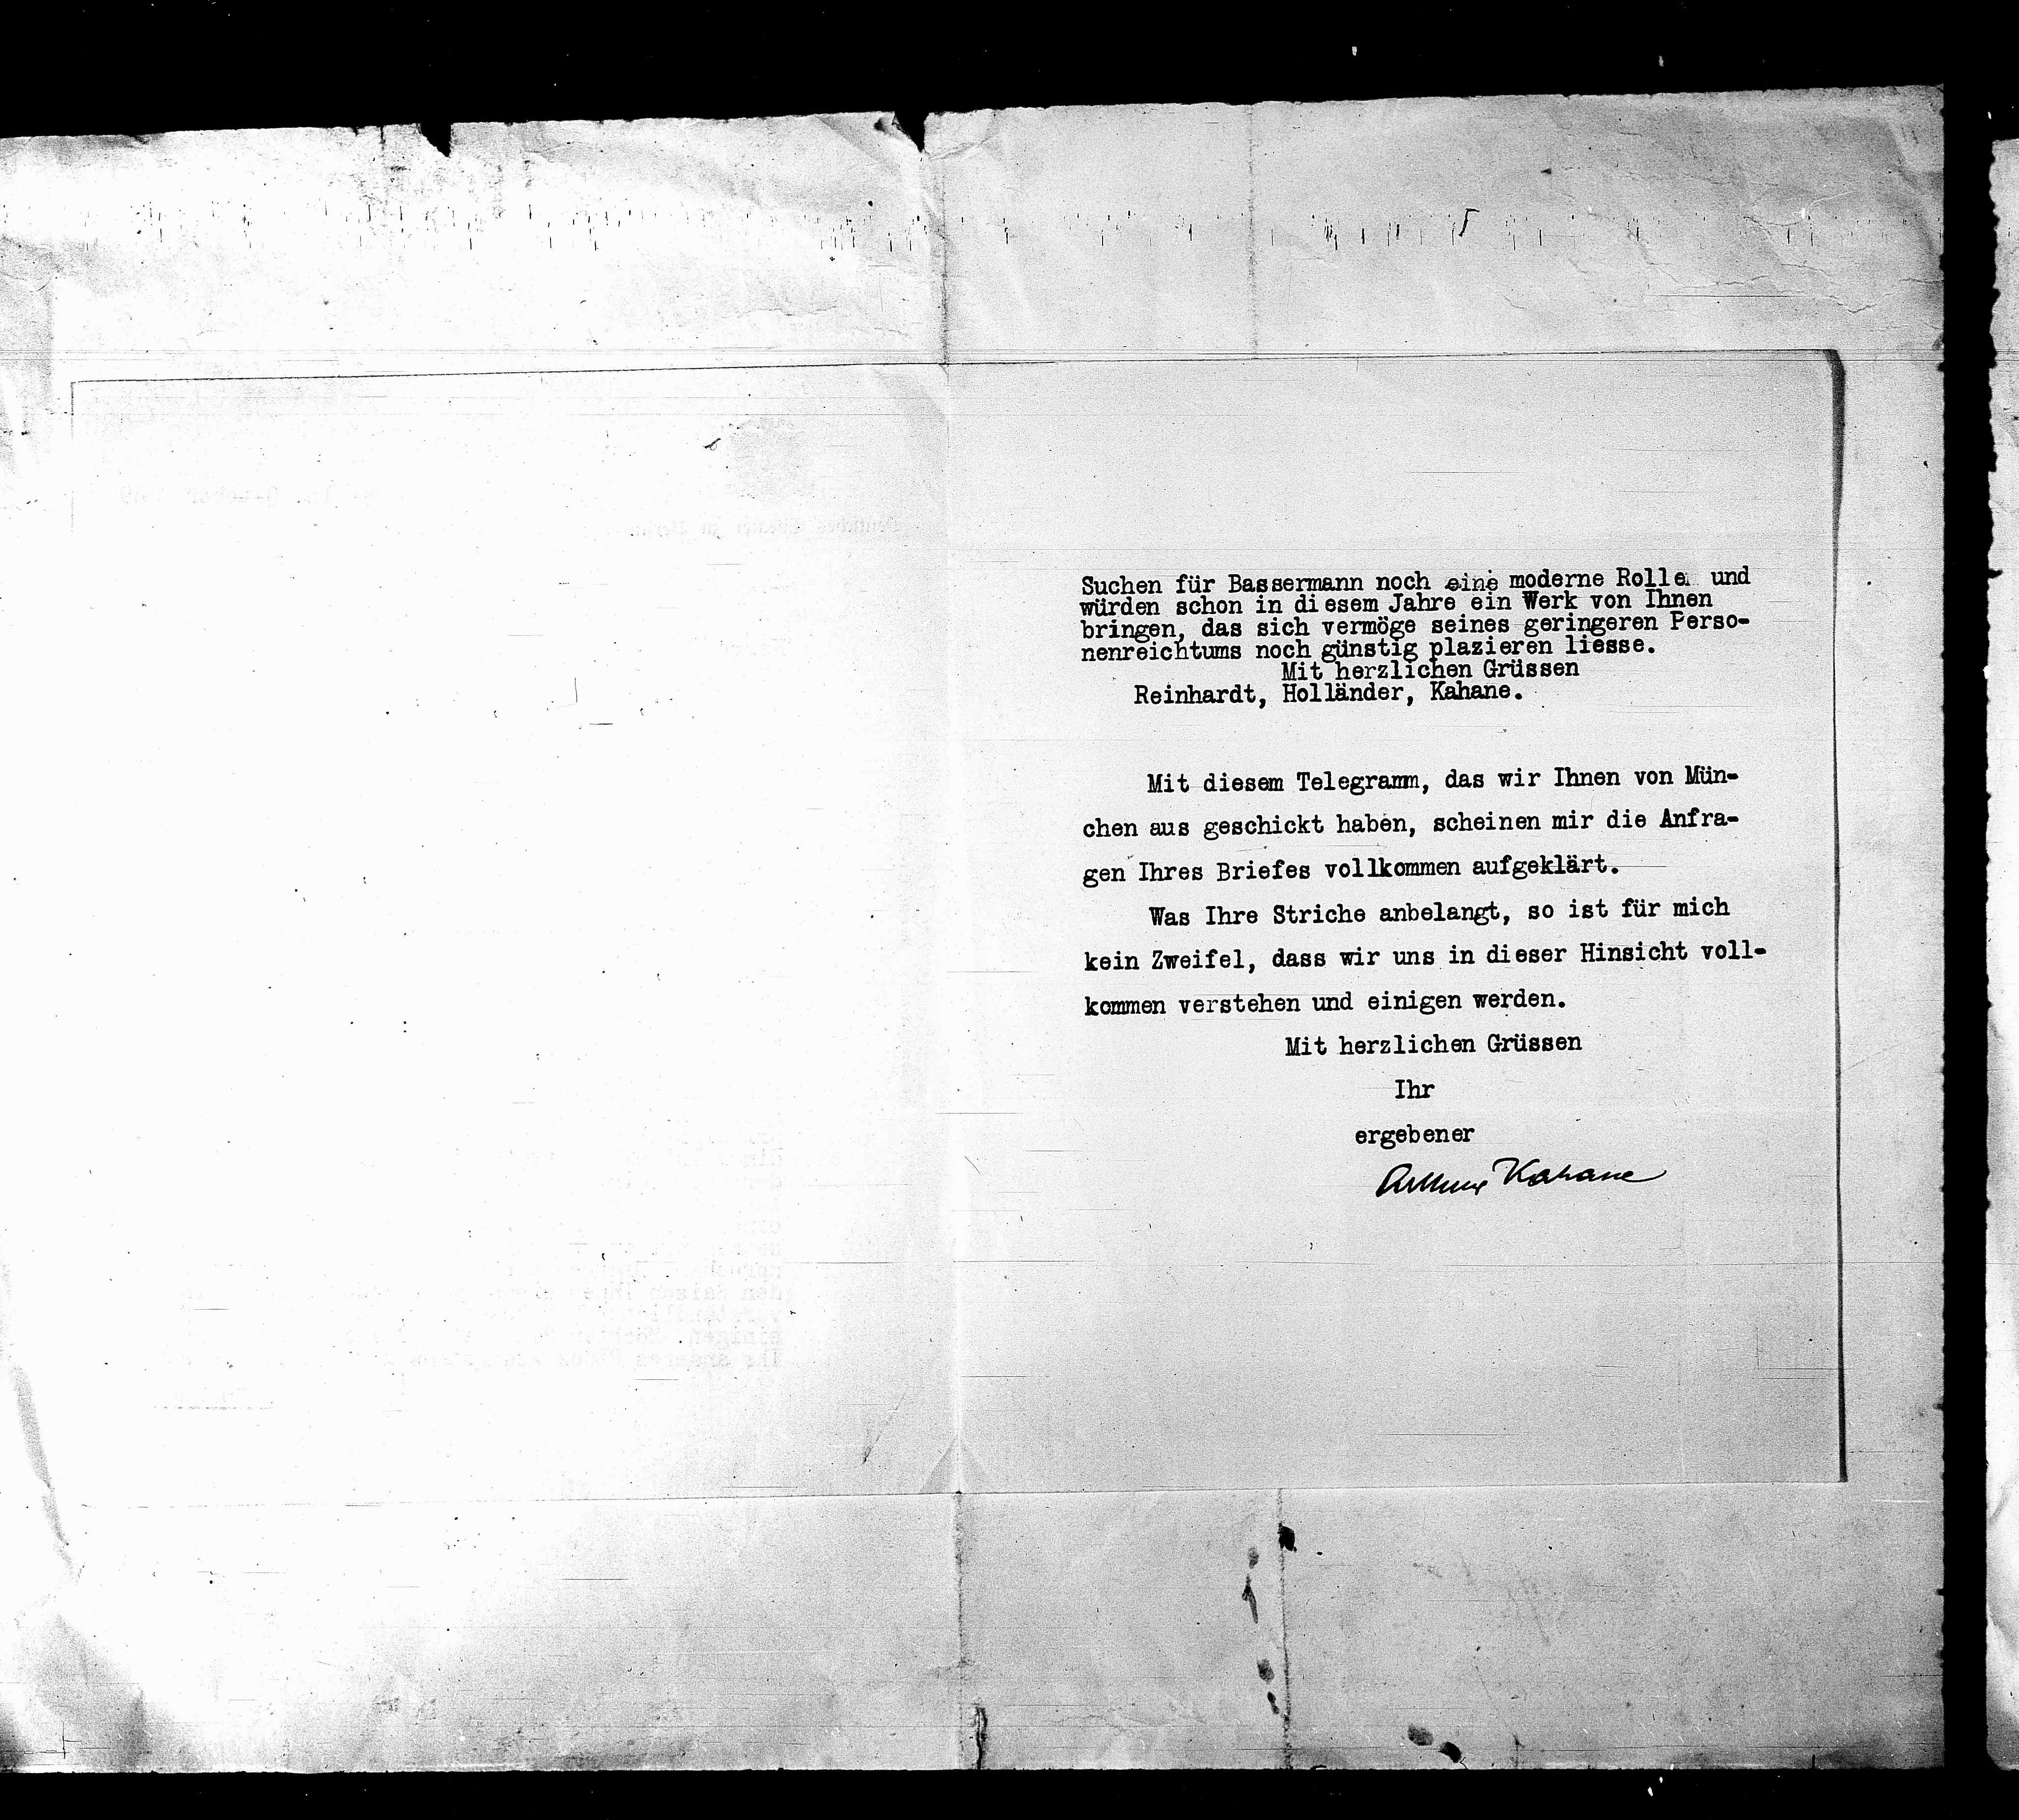 Suchen für Bassermann noch eine moderne Rolle und
würden schon in diesem Jahre ein Werk von Ihnen
bringen, das sich vermöge seines geringeren Perso-
nenreichtums noch günstig plazieren liesse.
Mit herzlichen Grüssen
Reinhardt, Holländer, Kahane.
Mit diesem Telegramm, das wir Ihnen von Mün-
chen aus geschickt haben, scheinen mir die Anfra-
gen Ihres Briefes vollkommen aufgeklärt.
Was Ihre Striche anbelangt, so ist für mich
kein Zweifel, dass wir uns in dieser Hinsicht voll-
kommen verstehen und einigen werden.
Mit herzlichen Grüssen
Ihr
ergebener
Arthur Kahane